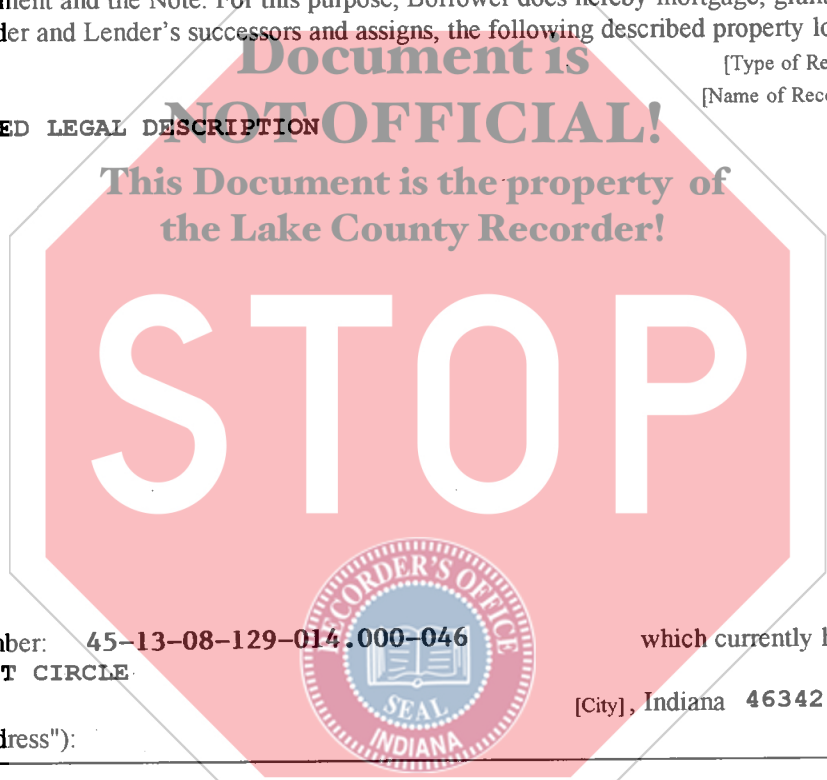 ment and the Note. For this purpose, Borrower does hereby mortgage, gran
der and Lender's successors and assigns, the following described property lo
Document is
[Type of Re
[Name of Reco
NOT OFFICIAL!
ED LEGAL DESCRIPTION
This Document is the property of
the Lake County Recorder!
STOP
RECORDER'S OFFICE
nber: 45-13-08-129-014.000-046 which currently h
T CIRCLE
SEAL
[City], Indiana 46342
INDIANA
dress"):